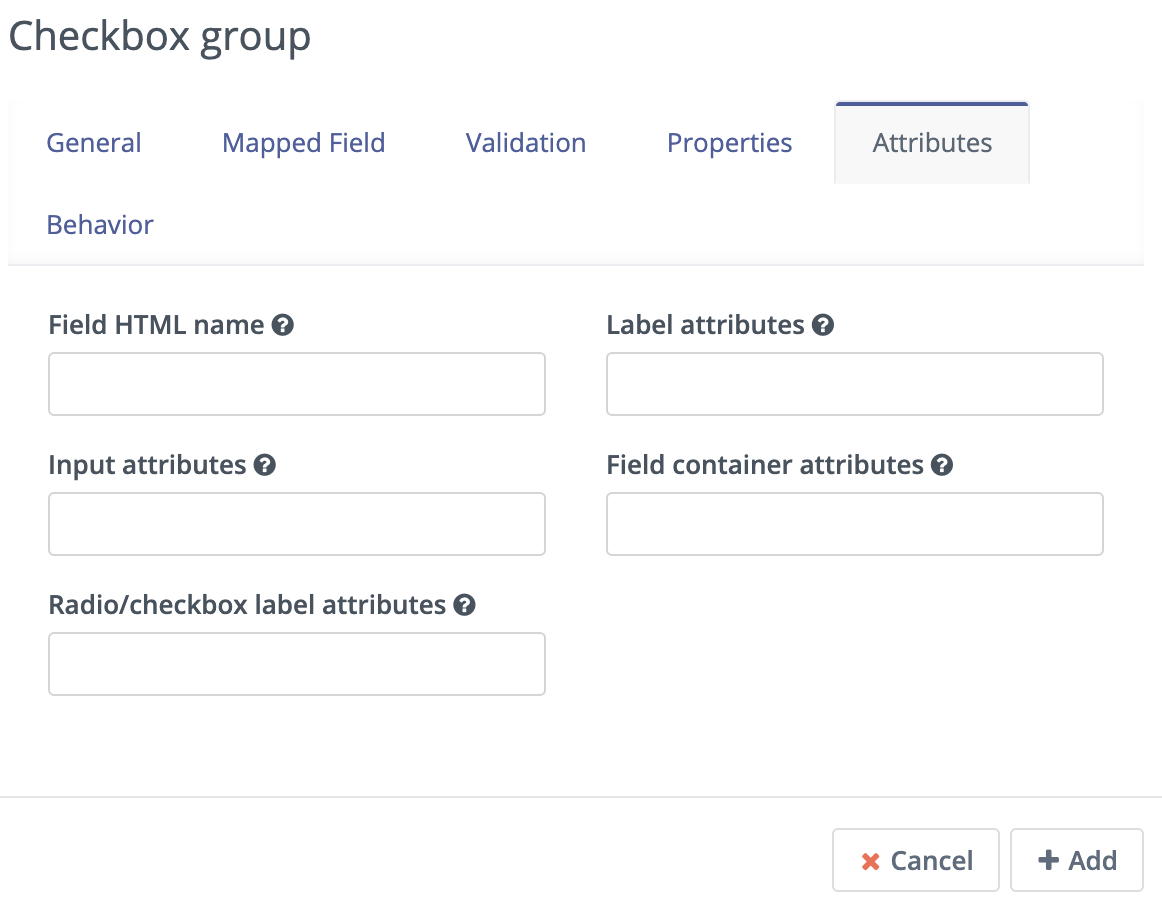 Checkbox group
General Mapped Field Validation Properties Attributes
Behavior
Field HTML name ? Label attributes ?
Input attributes ? Field container attributes ?
Radio/checkbox label attributes ?
Cancel Add